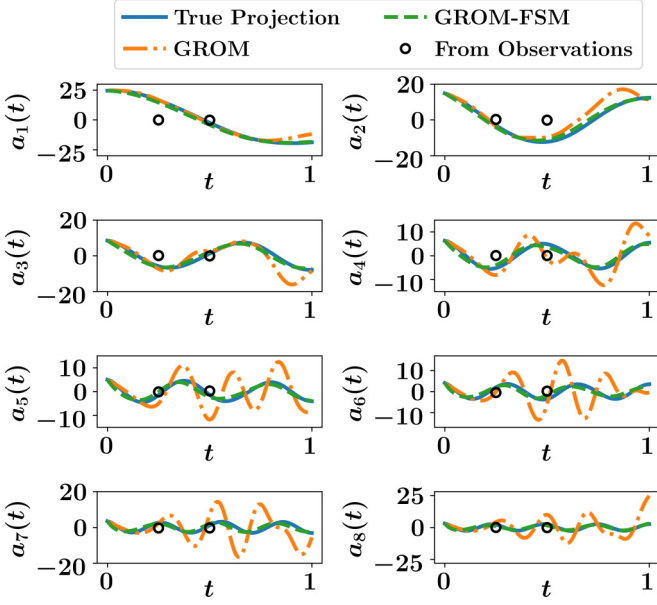 True Projection
GROM-FSM
GROM
From Observations
a1(t)
25
0
−25
0
1
t
a2(t)
20
0
−20
0
1
t
a3(t)
20
0
−20
0
1
t
a4(t)
10
0
−10
0
1
t
a5(t)
10
0
−10
0
1
t
a6(t)
10
0
−10
0
1
t
a7(t)
20
0
−20
0
1
t
a8(t)
25
0
−25
0
1
t